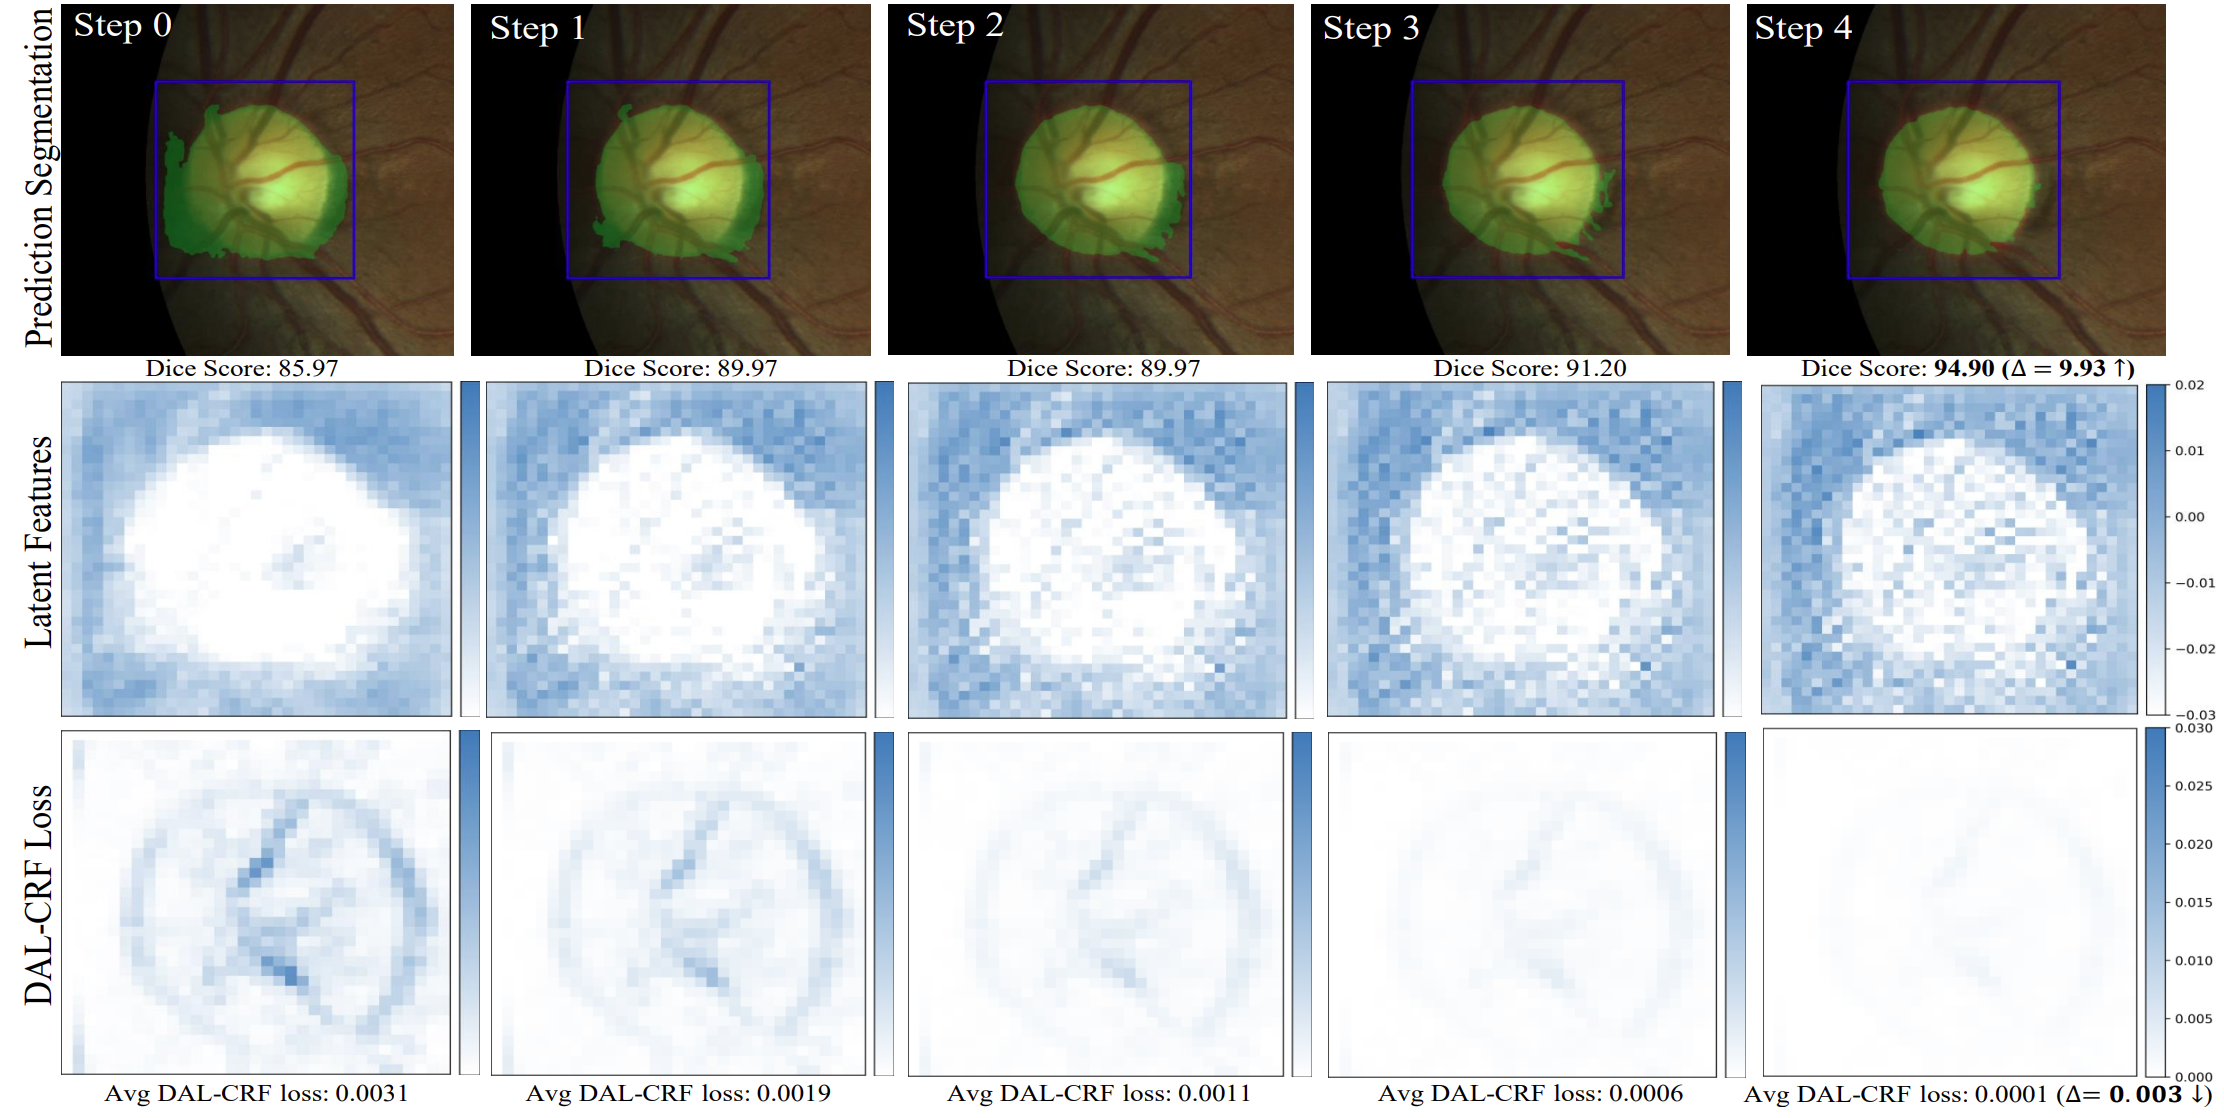 Prediction Segmentation
Step 0
Step 1
Step 2
Step 3
Step 4
Dice Score: 85.97
Dice Score: 89.97
Dice Score: 89.97
Dice Score: 91.20
Dice Score: 94.90 (Δ = 9.93 ↑)
Latent Features
0.02
0.01
0.00
−0.01
−0.02
−0.03
DAL-CRF Loss
0.030
0.025
0.020
0.015
0.010
0.005
0.000
Avg DAL-CRF loss: 0.0031
Avg DAL-CRF loss: 0.0019
Avg DAL-CRF loss: 0.0011
Avg DAL-CRF loss: 0.0006
Avg DAL-CRF loss: 0.0001 (Δ= 0.003 ↓)